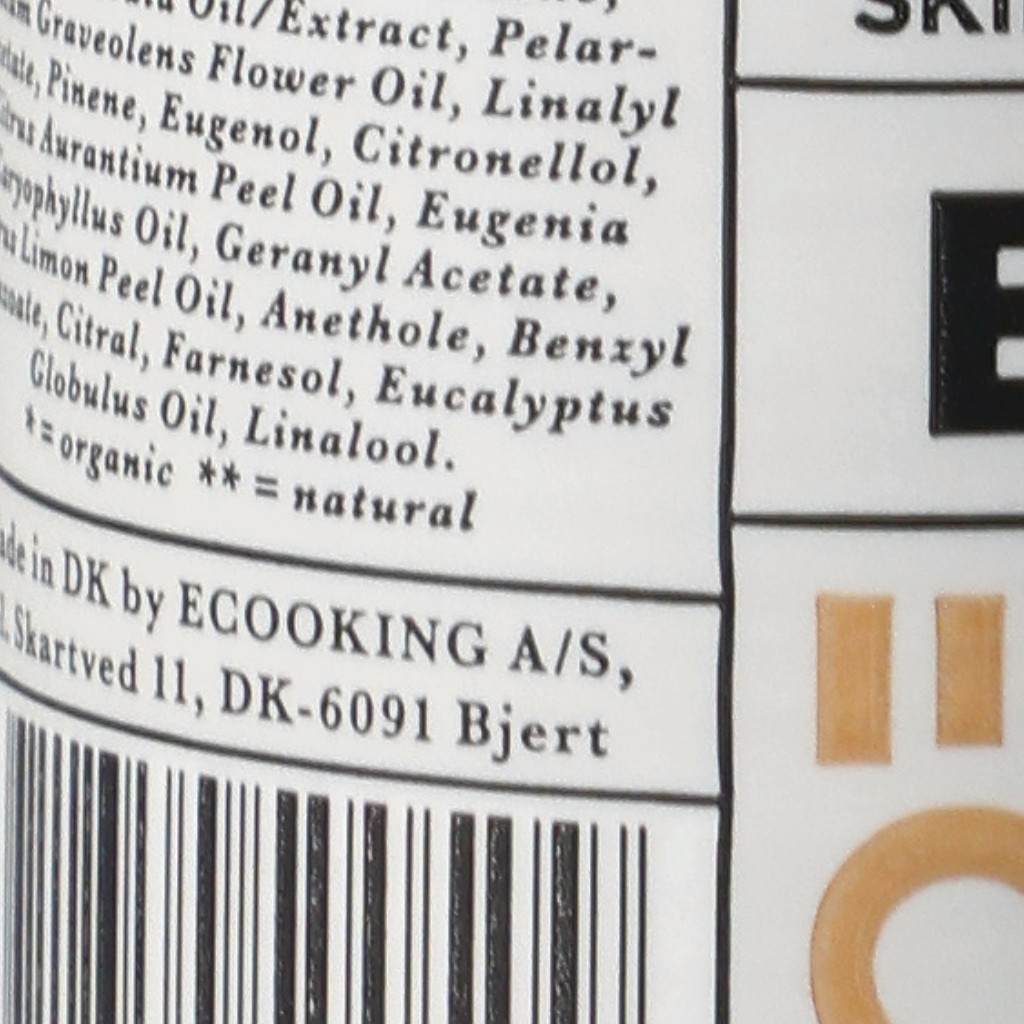 Oil/Extract, Pelar-
Graveolens Flower Oil, Linalyl
Pinene, Eugenol, Citronellol,
Aurantium Peel Oil, Eugenia
Caryophyllus Oil, Geranyl Acetate,
Limon Peel Oil, Anethole, Benzyl
Citral, Farnesol, Eucalyptus
Globulus Oil, Linalool.
*=organic ** = natural
in DK by ECOOKING A/S,
Skartved 11, DK-6091 Bjert
SKI
E